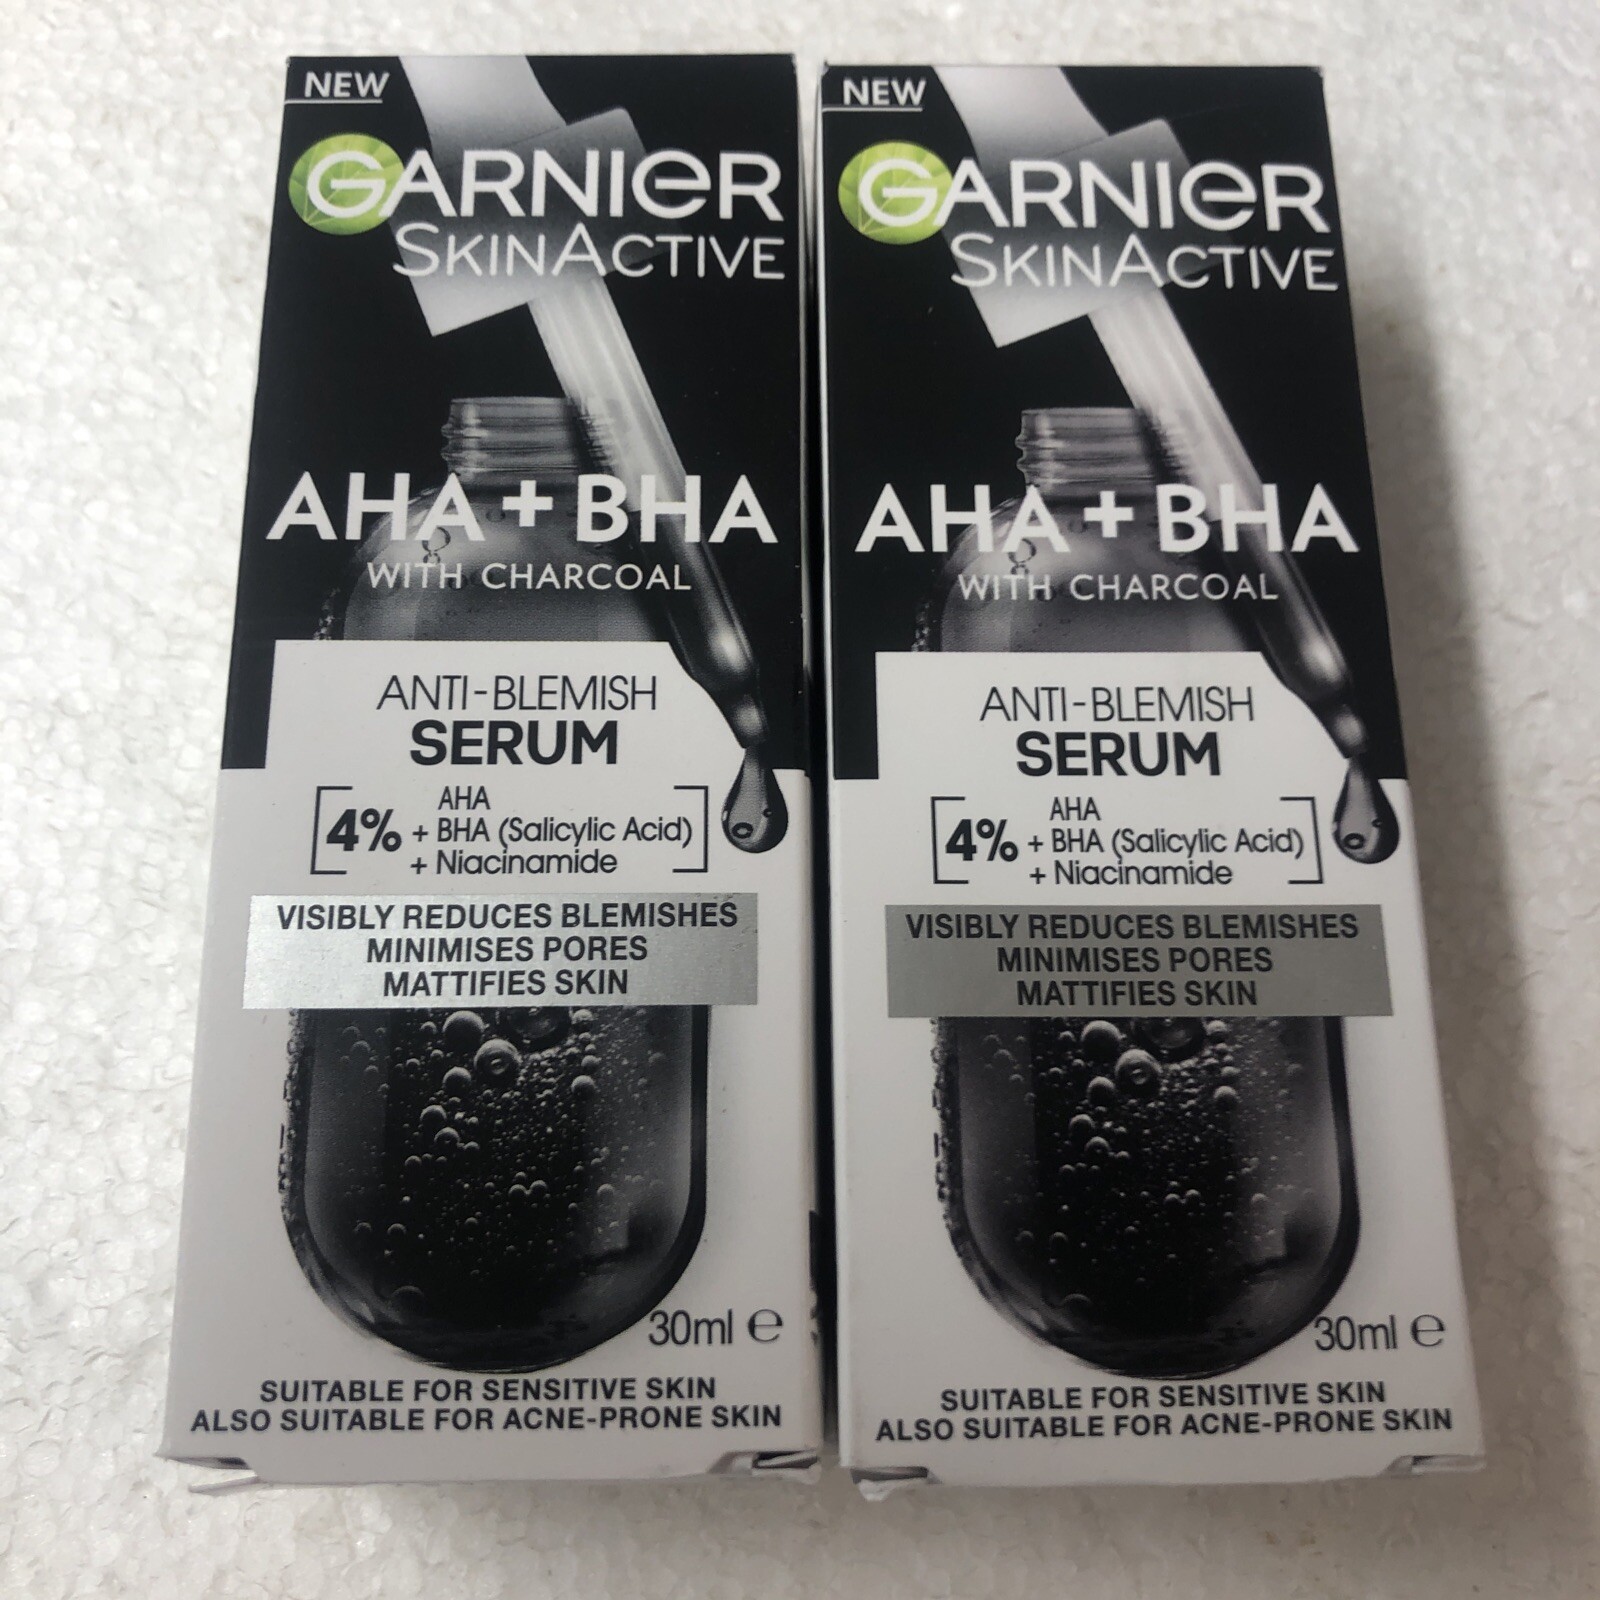 NEW
GARNIER
SKINACTIVE
AHA + BHA
WITH CHARCOAL
ANTI-BLEMISH
SERUM
AHA
4% + BHA (Salicylic Acid)
+ Niacinamide
VISIBLY REDUCES BLEMISHES
MINIMISES PORES
MATTIFIES SKIN
30ml e
SUITABLE FOR SENSITIVE SKIN
ALSO SUITABLE FOR ACNE-PRONE SKIN
NEW
GARNIER
SKINACTIVE
AHA + BHA
WITH CHARCOAL
ANTI-BLEMISH
SERUM
AHA
4% + BHA (Salicylic Acid)
+ Niacinamide
VISIBLY REDUCES BLEMISHES
MINIMISES PORES
MATTIFIES SKIN
30ml e
SUITABLE FOR SENSITIVE SKIN
ALSO SUITABLE FOR ACNE-PRONE SKIN